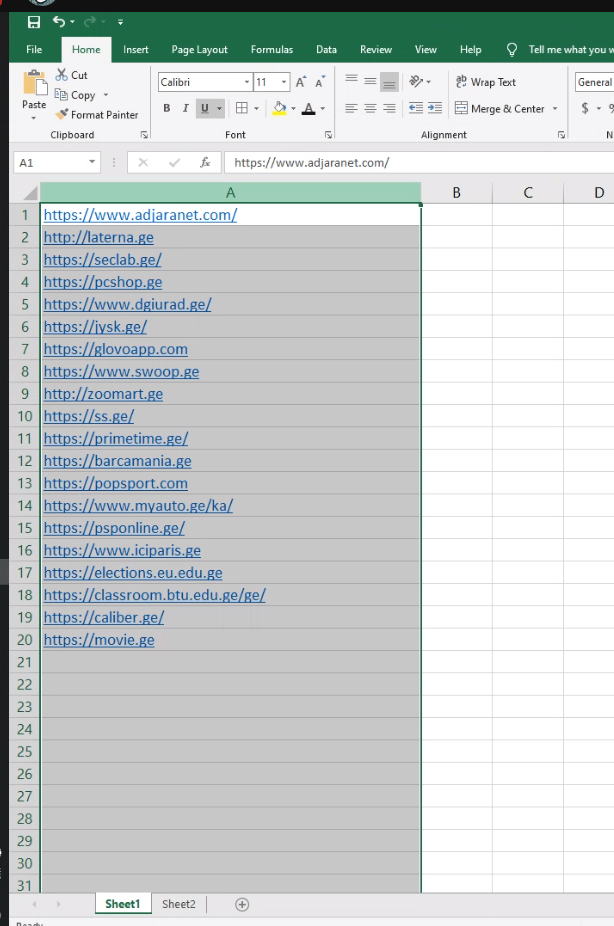 File Home Insert Page Layout Formulas Data Review View Help Tell me what you
Paste
Cut
Copy
Format Painter
Calibri 11 A A
B I U A
Wrap Text
Merge & Center
General
$ %
Clipboard Font Alignment N
A1 fx https://www.adjaranet.com/
A B C D
1 https://www.adjaranet.com/
2 http://laterna.ge
3 https://seclab.ge/
4 https://pcshop.ge
5 https://www.dgiurad.ge/
6 https://jysk.ge/
7 https://glovoapp.com
8 https://www.swoop.ge
9 http://zoomart.ge
10 https://ss.ge/
11 https://primetime.ge/
12 https://barcamania.ge
13 https://popsport.com
14 https://www.myauto.ge/ka/
15 https://psponline.ge/
16 https://www.iciparis.ge
17 https://elections.eu.edu.ge
18 https://classroom.btu.edu.ge/ge/
19 https://caliber.ge/
20 https://movie.ge
21
22
23
24
25
26
27
28
29
30
31
Sheet1 Sheet2